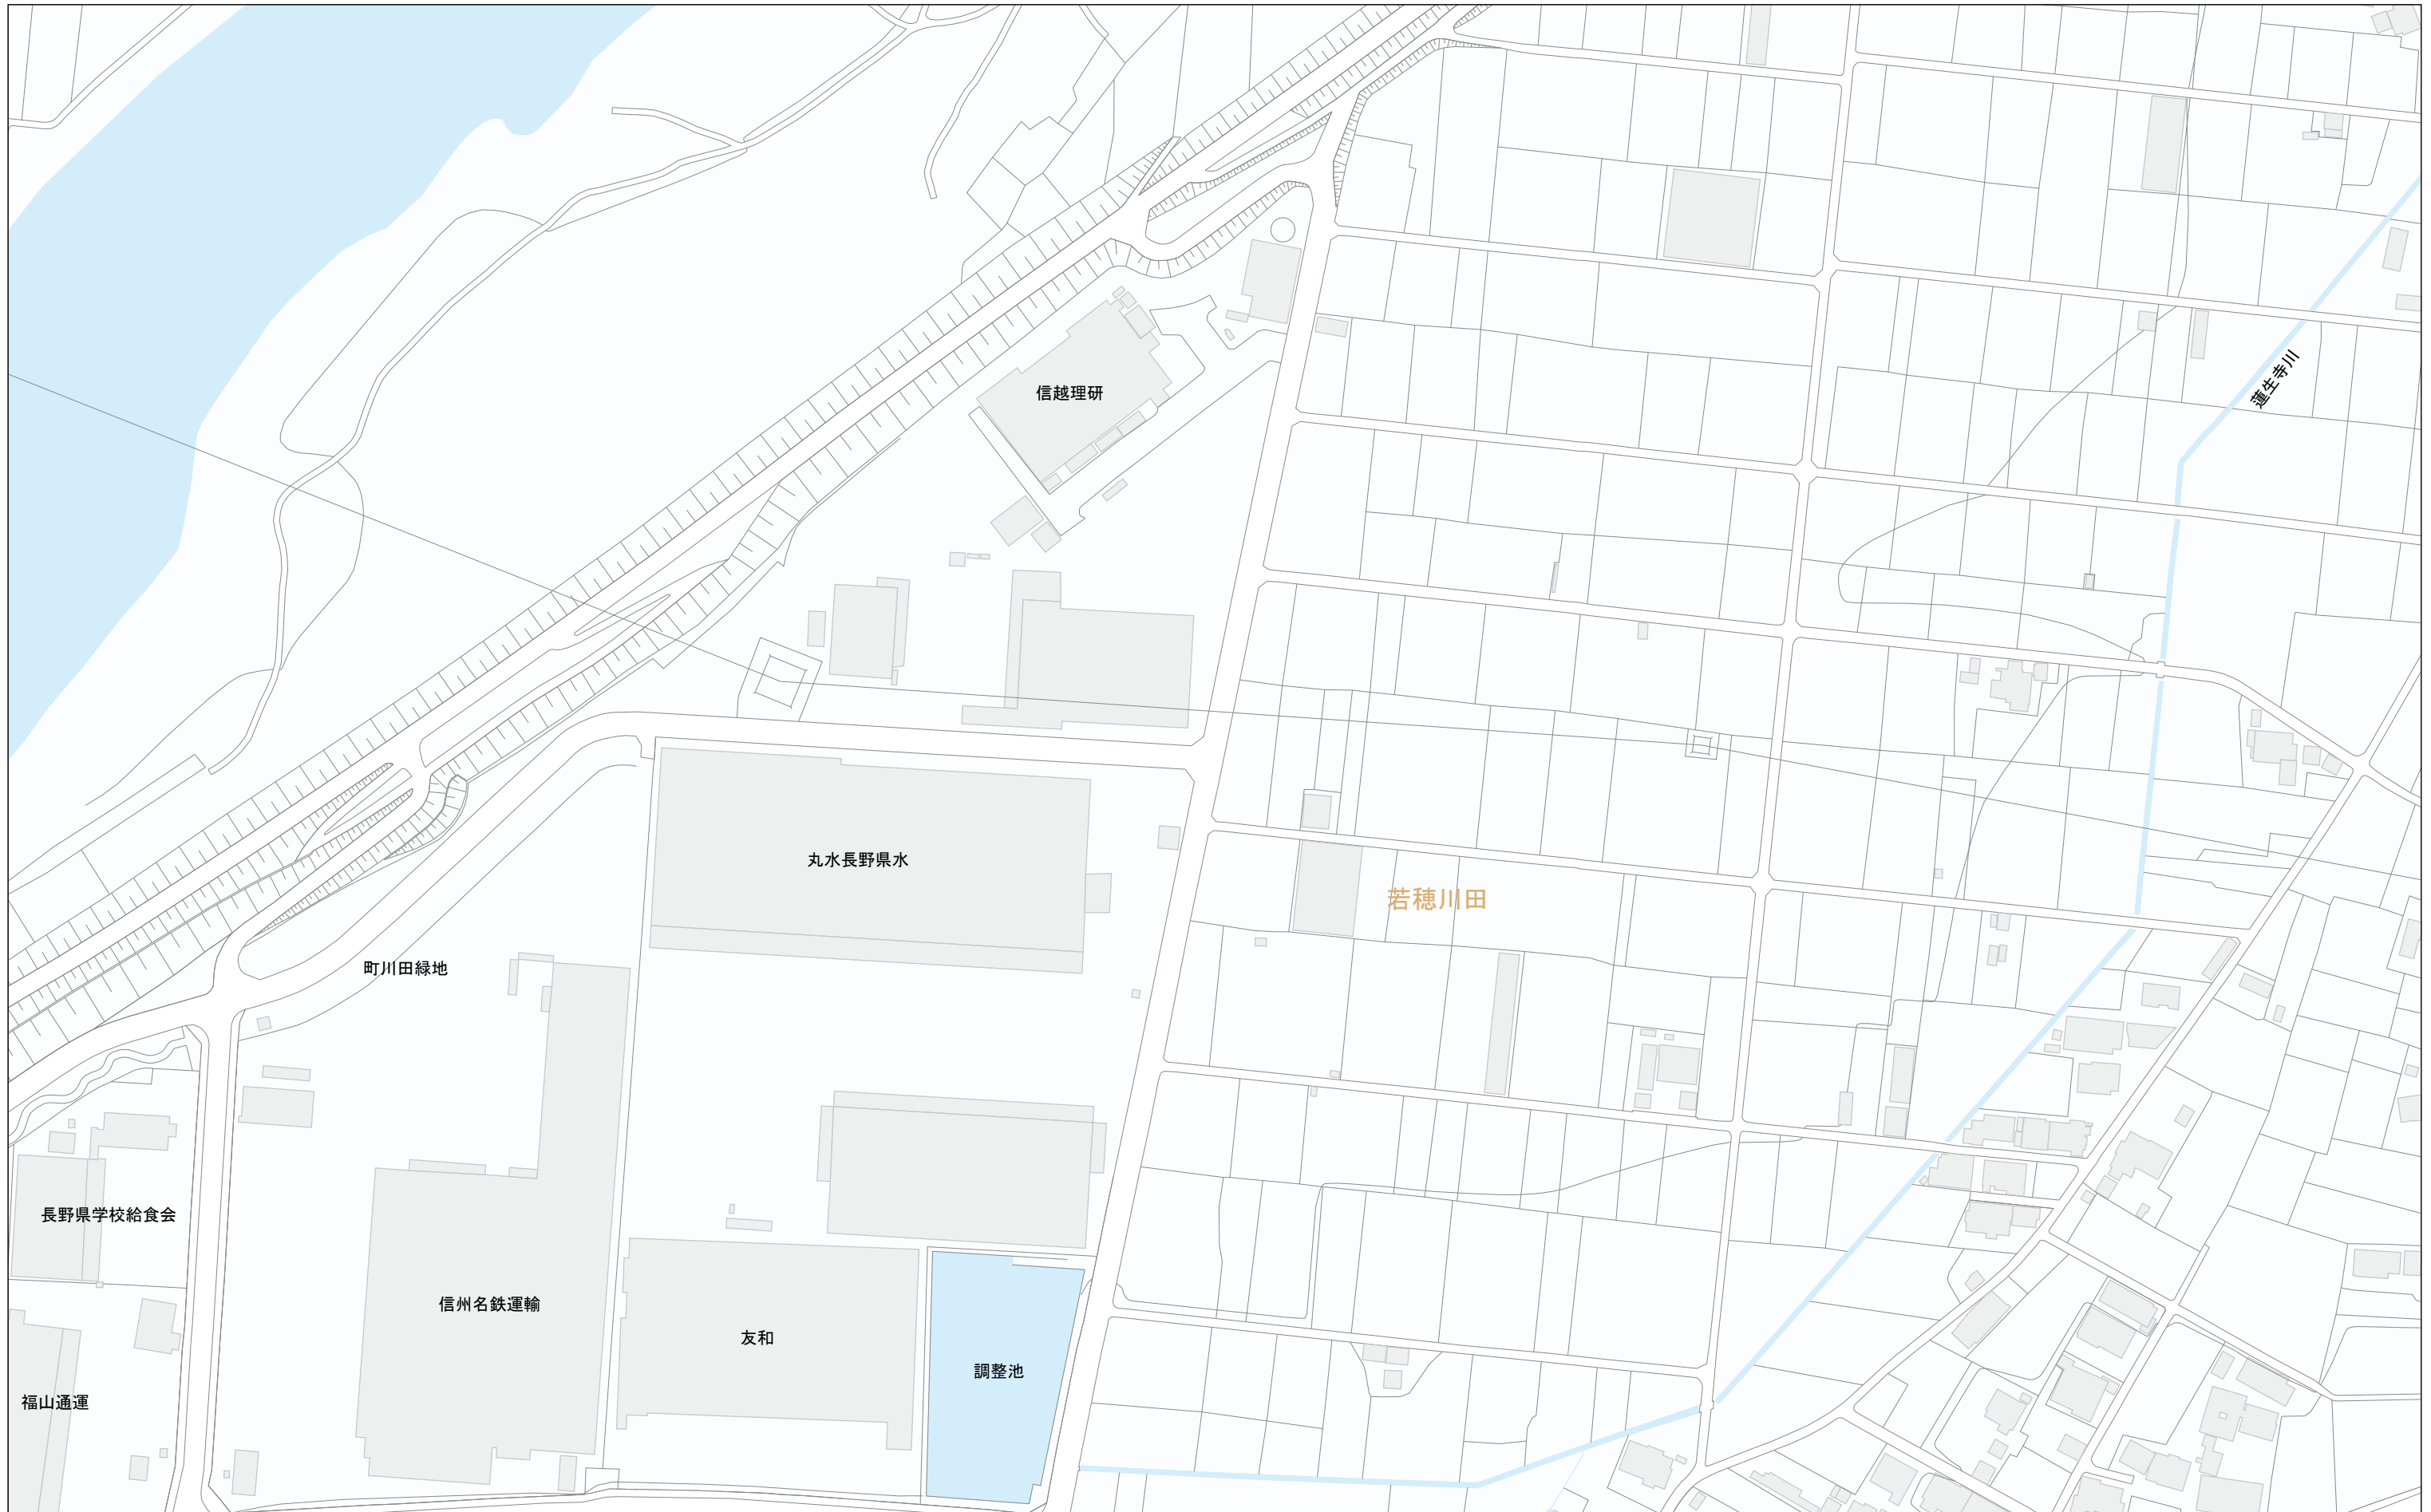 信越理研
蓮生寺川
丸水長野県水
若穂川田
町川田緑地
長野県学校給食会
信州名鉄運輸
友和
調整池
福山通運